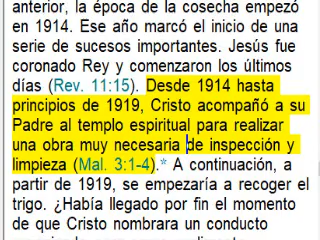 anterior, la época de la cosecha empezó
en 1914. Ese año marcó el inicio de una
serie de sucesos importantes. Jesús fue
coronado Rey y comenzaron los últimos
días (Rev. 11:15). Desde 1914 hasta
principios de 1919, Cristo acompañó a su
Padre al templo espiritual para realizar
una obra muy necesaria de inspección y
limpieza (Mal. 3:1-4).* A continuación, a
partir de 1919, se empezaría a recoger el
trigo. ¿Había llegado por fin el momento
de que Cristo nombrara un conducto